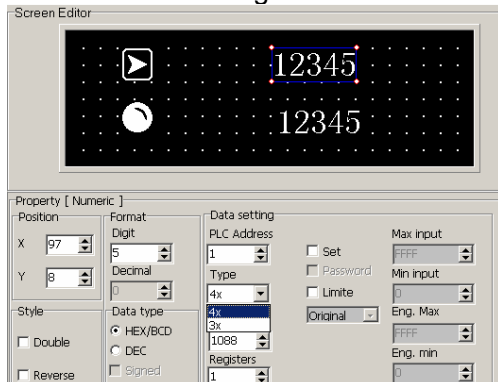 Screen Editor
12345
12345
Property [ Numeric ]
Position
Format
Data setting
Digit
PLC Address
Max input
X 97
5
1
Set
FFFF
Y 8
Decimal
Type
Password
Min input
0
4x
Limite
0
Style
Data type
4x
3x
Original
Eng. Max
Double
HEX/BCD
1088
FFFF
DEC
Registers
Eng. min
Reverse
Signed
1
0